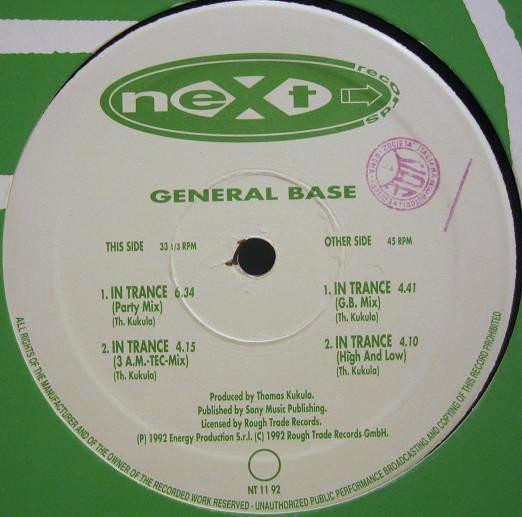 next
records
GENERAL BASE
THIS SIDE 33 1/3 RPM
1. IN TRANCE 6.34
(Party Mix)
(Th. Kukula)
2. IN TRANCE 4.15
(3 A.M.-TEC-Mix)
(Th. Kukula)
OTHER SIDE 45 RPM
1. IN TRANCE 4.41
(G.B. Mix)
(Th. Kukula)
2. IN TRANCE 4.10
(High And Low)
(Th. Kukula)
Produced by Thomas Kukula.
Published by Sony Music Publishing.
Licensed by Rough Trade Records.
(P) 1992 Energy Production S.r.l. (C) 1992 Rough Trade Records GmbH.
NT 11 92
ALL RIGHTS OF THE MANUFACTURER AND OF THE OWNER OF THE RECORDED WORK RESERVED - UNAUTHORIZED PUBLIC PERFORMANCE BROADCASTING AND COPYING OF THIS RECORD PROHIBITED